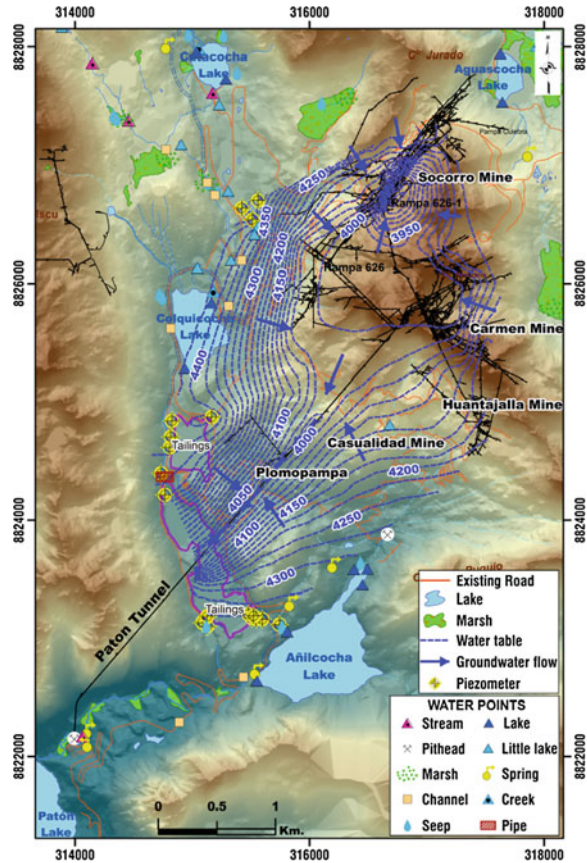 314000
316000
318000
8828000
8828000
Cutacocha
Lake
Cº Jurado
Aguascocha
Lake
Pampa Culebra
Socorro Mine
Rampa 626-1
4250
4350
4000
3950
4200
4300
4150
Rampa 626
Escu
8826000
8826000
Colquicocha
Lake
Carmen Mine
4400
Huantajalla Mine
4100
4000
Casualidad Mine
Tailings
Plomopampa
4200
4050
4150
8824000
8824000
4100
4250
4300
Tailings
Paton Tunnel
Añilcocha
Lake
Existing Road
Lake
Marsh
Water table
Groundwater flow
Piezometer
WATER POINTS
Stream
Lake
Pithead
Little lake
Marsh
Spring
Channel
Creek
Seep
Pipe
8822000
8822000
Patón
Lake
0
0.5
1
Km.
314000
316000
318000